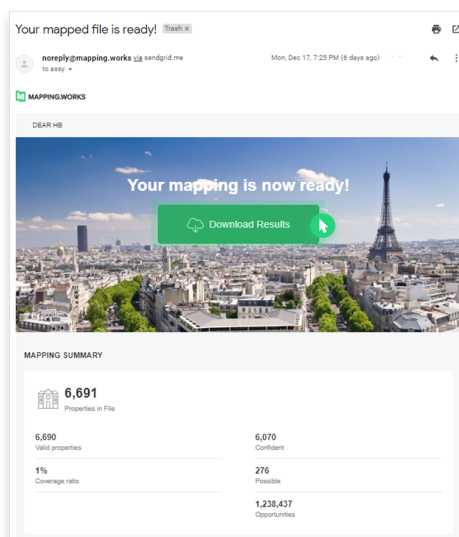 Your mapped file is ready! Trash x
noreply@mapping.works via sendgrid.me Mon, Dec 17, 7:25 PM (6 days ago)
to assy
MAPPING.WORKS
DEAR HB
Your mapping is now ready!
Download Results
MAPPING SUMMARY
6,691
Properties in File
6,690 6,070
Valid properties Confident
1% 276
Coverage ratio Possible
1,238,437
Opportunities